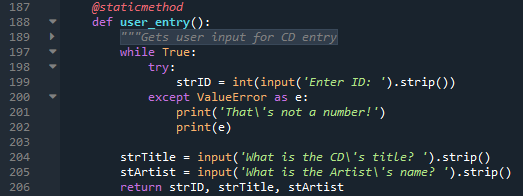 187 @staticmethod
188 def user_entry():
189 """Gets user input for CD entry
197 while True:
198 try:
199 strID = int(input('Enter ID: ').strip())
200 except ValueError as e:
201 print('That\'s not a number!')
202 print(e)
203
204 strTitle = input('What is the CD\'s title? ').strip()
205 stArtist = input('What is the Artist\'s name? ').strip()
206 return strID, strTitle, stArtist